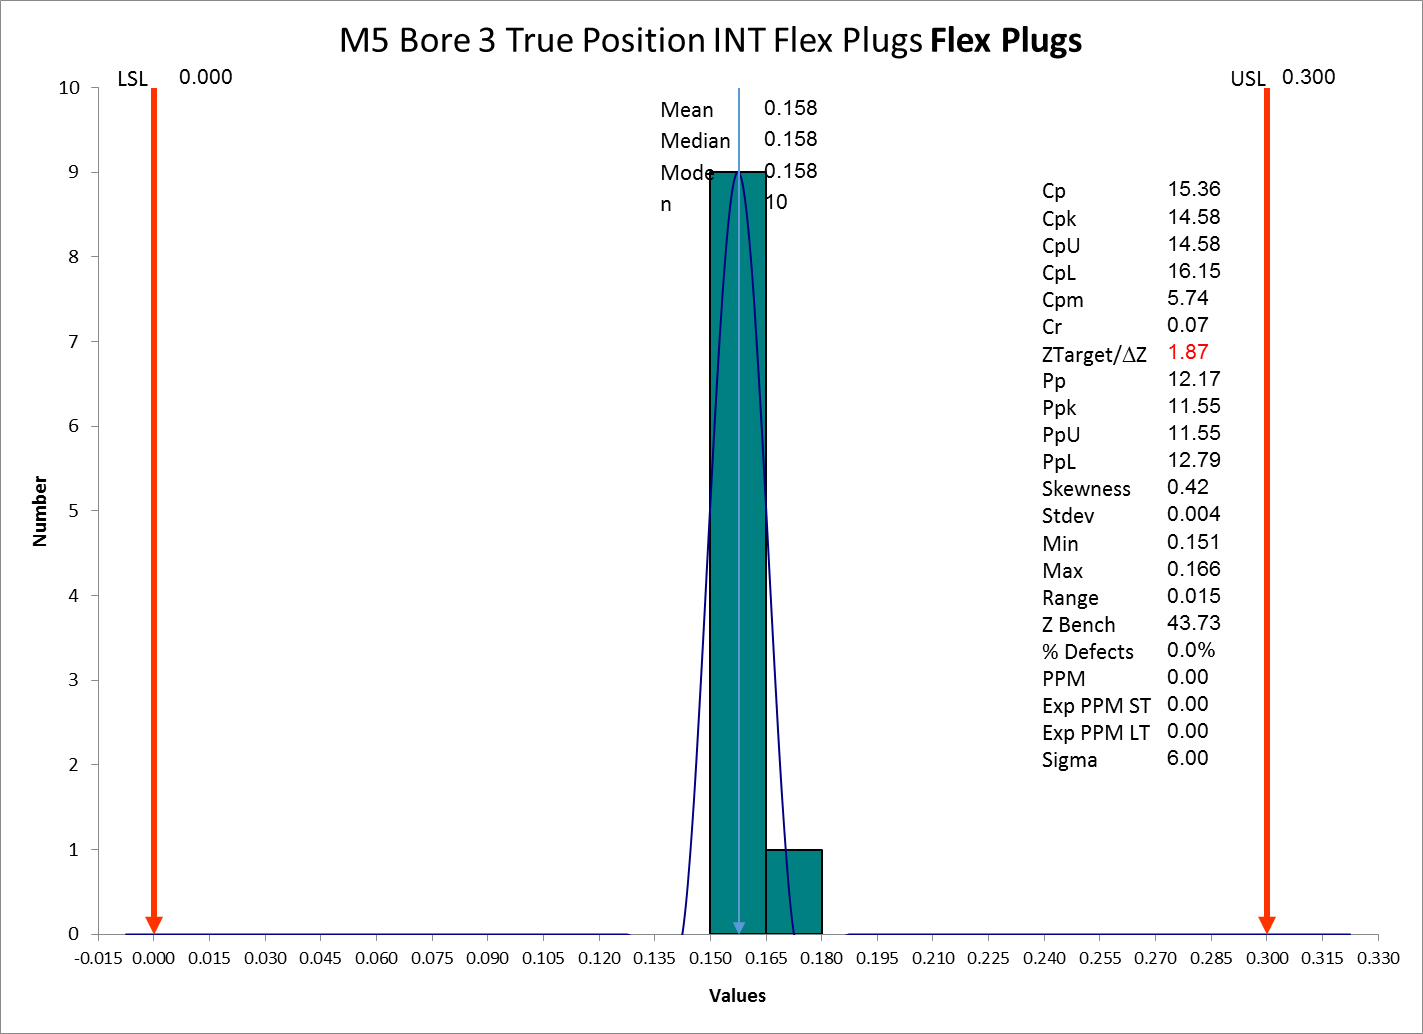 M5 Bore 3 True Position INT Flex Plugs Flex Plugs
LSL 0.000
USL 0.300
Mean 0.158
Median 0.158
Mode 0.158
n 10
Cp 15.36
Cpk 14.58
CpU 14.58
CpL 16.15
Cpm 5.74
Cr 0.07
ZTarget/ΔZ 1.87
Pp 12.17
Ppk 11.55
PpU 11.55
PpL 12.79
Skewness 0.42
Stdev 0.004
Min 0.151
Max 0.166
Range 0.015
Z Bench 43.73
% Defects 0.0%
PPM 0.00
Exp PPM ST 0.00
Exp PPM LT 0.00
Sigma 6.00
Number
10
9
8
7
6
5
4
3
2
1
0
-0.015 0.000 0.015 0.030 0.045 0.060 0.075 0.090 0.105 0.120 0.135 0.150 0.165 0.180 0.195 0.210 0.225 0.240 0.255 0.270 0.285 0.300 0.315 0.330
Values